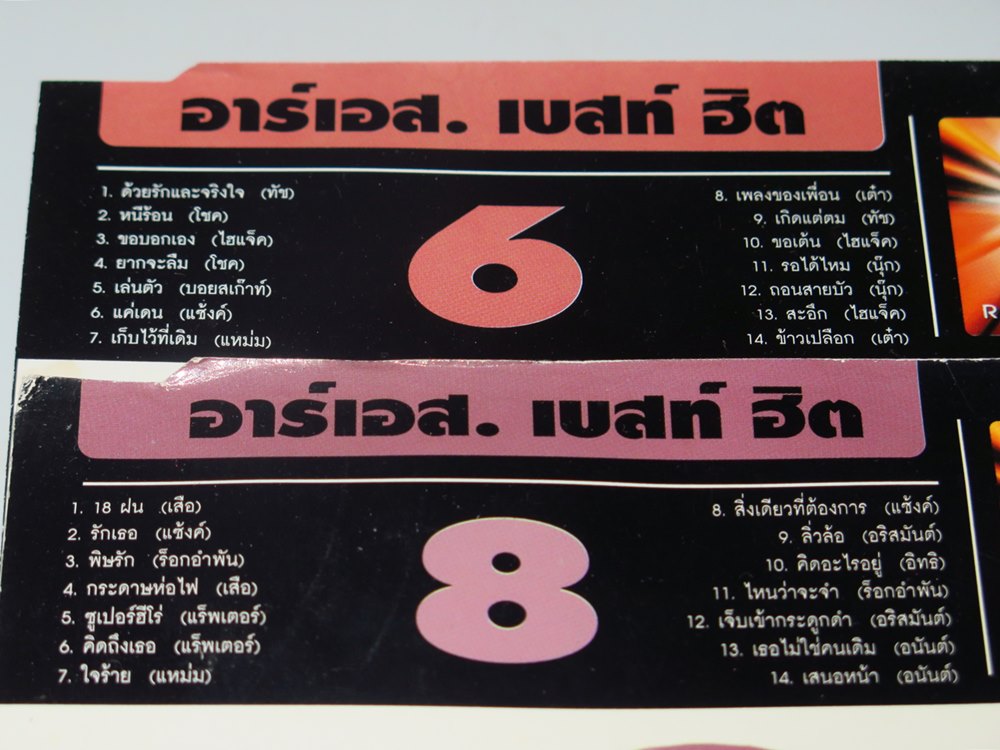 อาร์เอส. เบสท์ ฮิต
6
1. ด้วยรักและจริงใจ (ทัช)
2. หนีร้อน (โชค)
3. ขอบอกเอง (ไฮแจ็ค)
4. ยากจะลืม (โชค)
5. เล่นตัว (บอยสเก๊าท์)
6. แค่เดน (แซ้งค์)
7. เก็บไว้ที่เดิม (แหม่ม)
8. เพลงของเพื่อน (เต๋า)
9. เกิดแต่ตม (ทัช)
10. ขอเต้น (ไฮแจ็ค)
11. รอได้ไหม (นุ๊ก)
12. ถอนสายบัว (นุ๊ก)
13. สะอึก (ไฮแจ็ค)
14. ข้าวเปลือก (เต๋า)
R
อาร์เอส. เบสท์ ฮิต
8
1. 18 ฝน (เสือ)
2. รักเธอ (แซ้งค์)
3. พิษรัก (ร็อกอำพัน)
4. กระดาษห่อไฟ (เสือ)
5. ซูเปอร์ฮีโร่ (แร็พเตอร์)
6. คิดถึงเธอ (แร็พเตอร์)
7. ใจร้าย (แหม่ม)
8. สิ่งเดียวที่ต้องการ (แซ้งค์)
9. ลิ่วล้อ (อริสมันต์)
10. คิดอะไรอยู่ (อิทธิ)
11. ไหนว่าจะจำ (ร็อกอำพัน)
12. เจ็บเข้ากระดูกดำ (อริสมันต์)
13. เธอไม่ใช่คนเดิม (อนันต์)
14. เสนอหน้า (อนันต์)